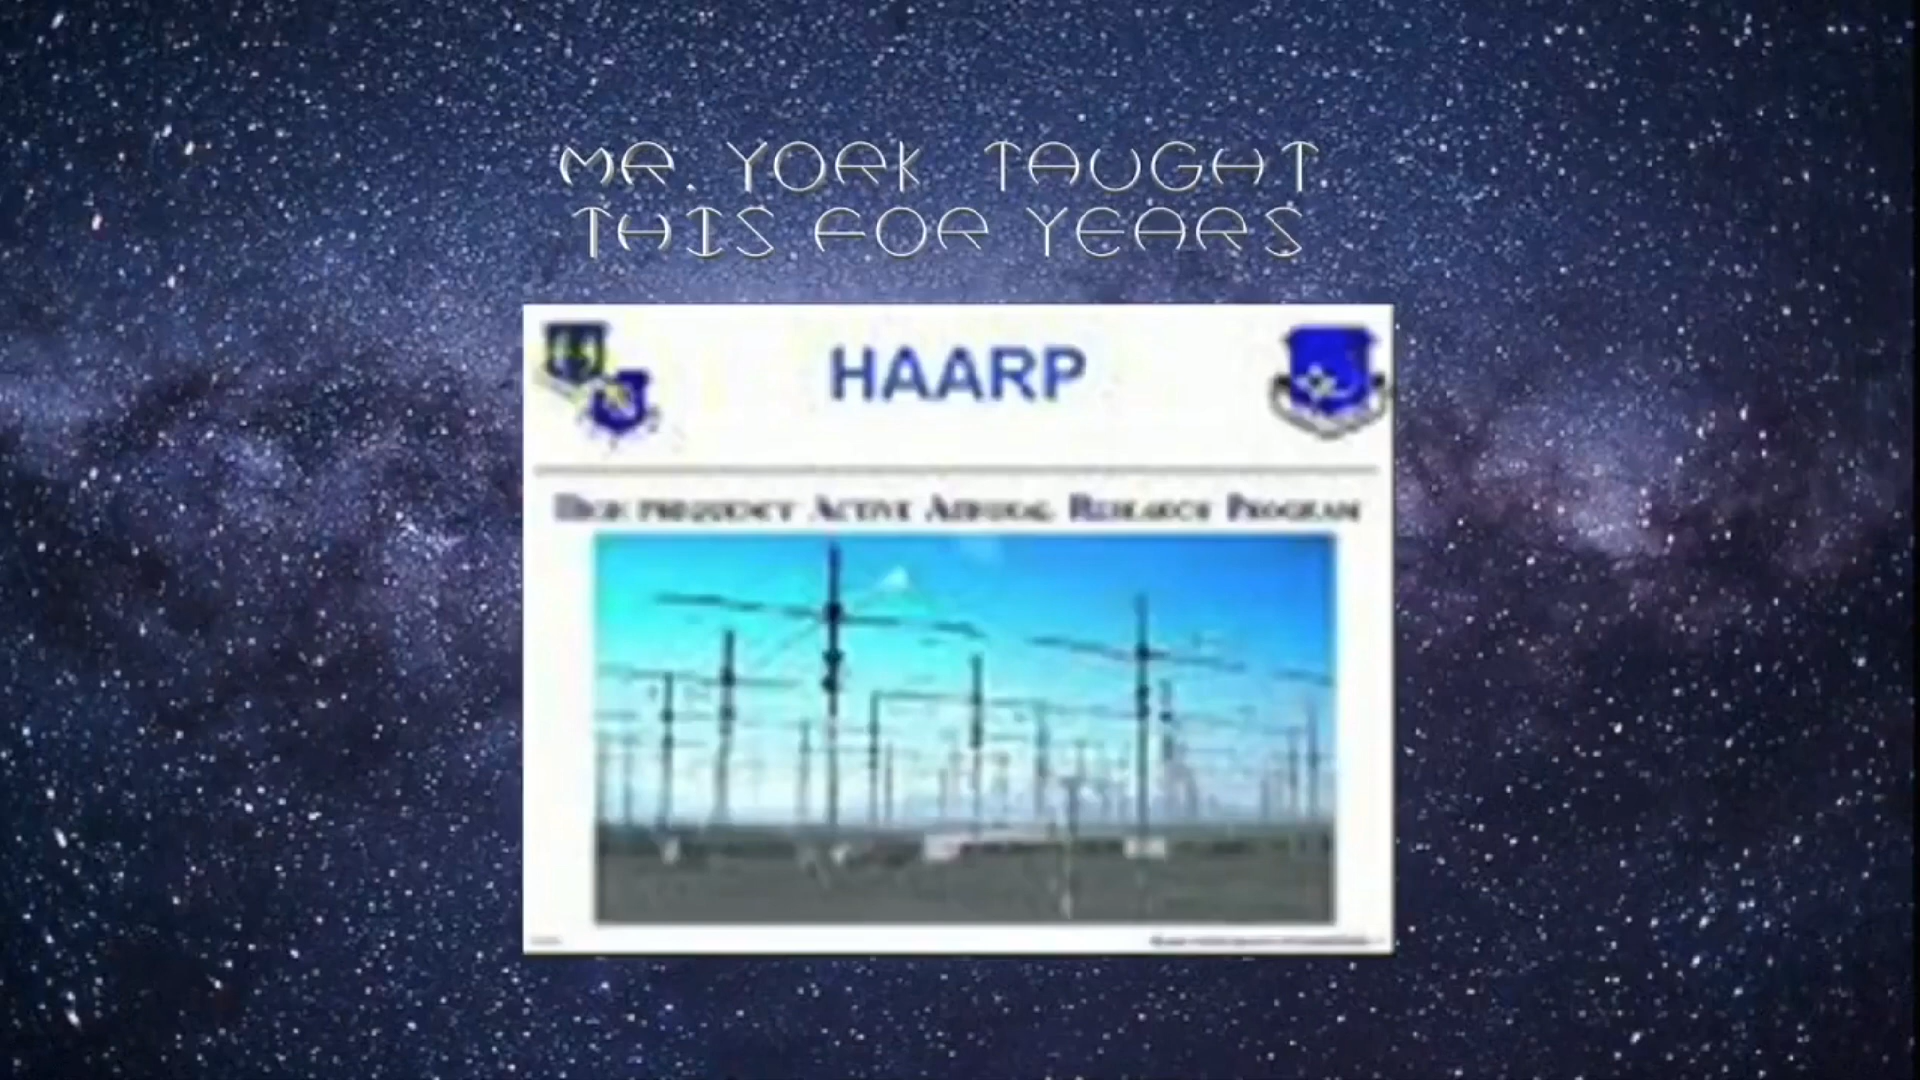 MR. YORK TAUGHT
THIS FOR YEARS
HAARP
HIGH FREQUENCY ACTIVE AURORAL RESEARCH PROGRAM